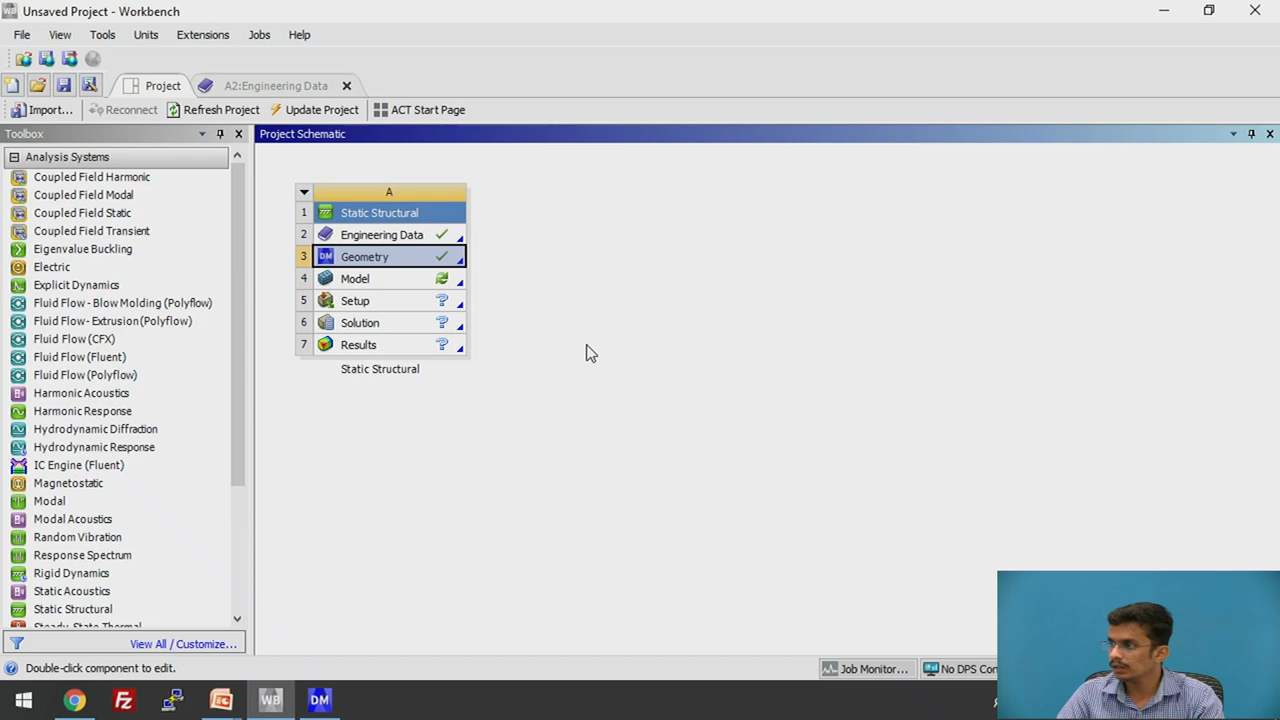 Unsaved Project - Workbench
File View Tools Units Extensions Jobs Help
Project A2:Engineering Data
Import... Reconnect Refresh Project Update Project ACT Start Page
Toolbox
Project Schematic
Analysis Systems
Coupled Field Harmonic
Coupled Field Modal
Coupled Field Static
Coupled Field Transient
Eigenvalue Buckling
Electric
Explicit Dynamics
Fluid Flow - Blow Molding (Polyflow)
Fluid Flow - Extrusion (Polyflow)
Fluid Flow (CFX)
Fluid Flow (Fluent)
Fluid Flow (Polyflow)
Harmonic Acoustics
Harmonic Response
Hydrodynamic Diffraction
Hydrodynamic Response
IC Engine (Fluent)
Magnetostatic
Modal
Modal Acoustics
Random Vibration
Response Spectrum
Rigid Dynamics
Static Acoustics
Static Structural
Steady-State Thermal
View All / Customize...
A
1 Static Structural
2 Engineering Data
3 DM Geometry
4 Model
5 Setup
6 Solution
7 Results
Static Structural
Double-click component to edit.
Job Monitor... No DPS Con
WB DM